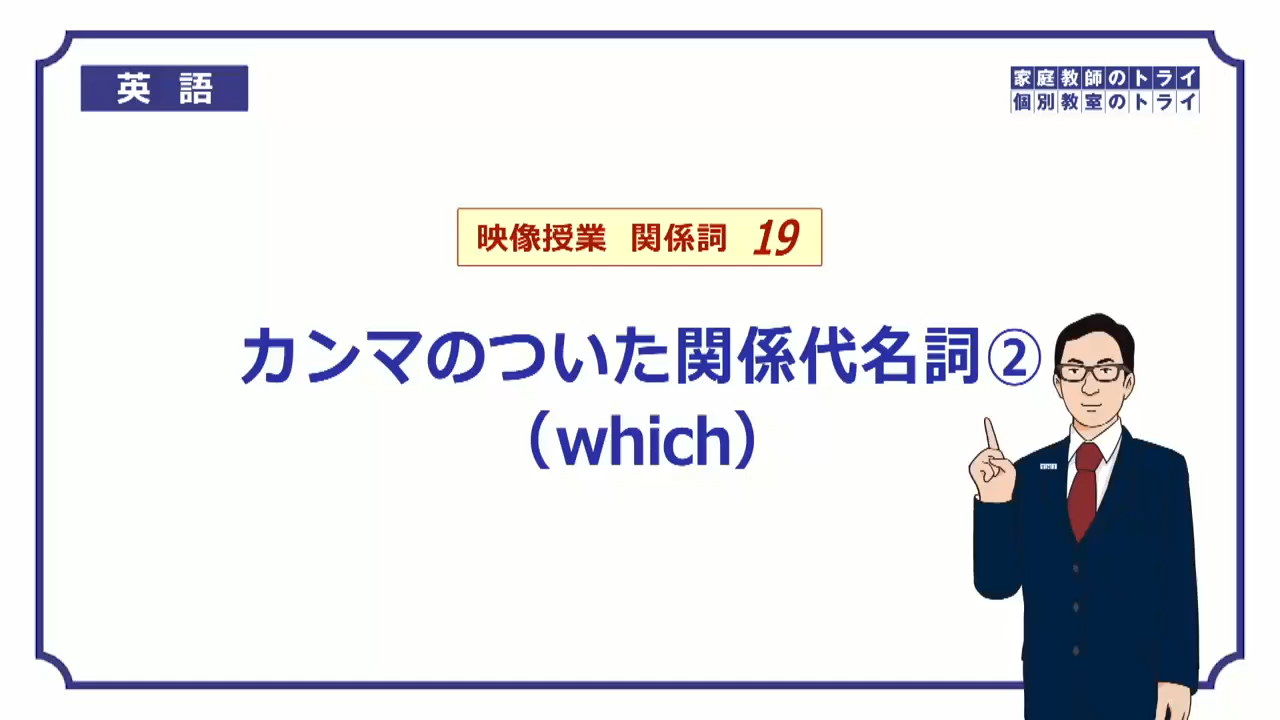 英語
家庭教師のトライ
個別教室のトライ
映像授業 関係詞 19
カンマのついた関係代名詞②
（which）